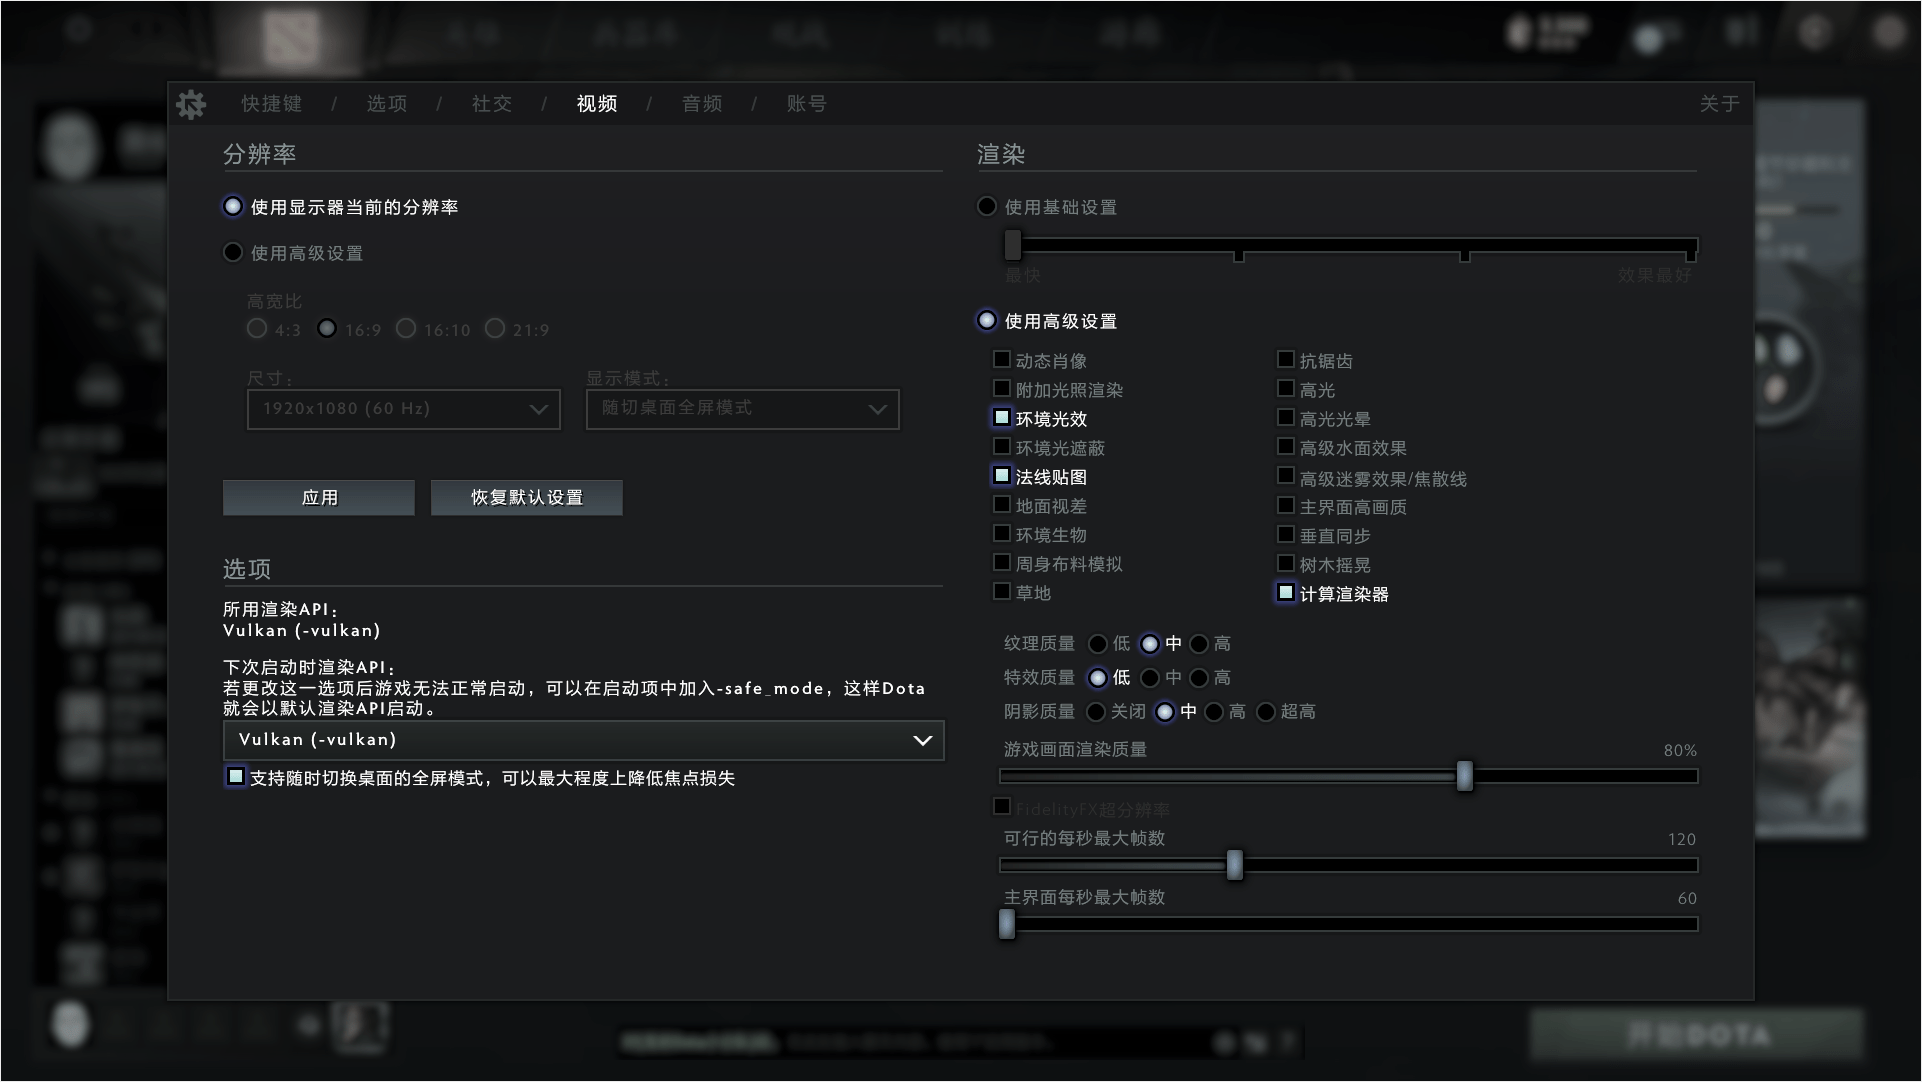 快捷键 / 选项 / 社交 / 视频 / 音频 / 账号
关于
分辨率
使用显示器当前的分辨率
使用高级设置
高宽比
4:3 16:9 16:10 21:9
尺寸： 显示模式：
1920x1080 (60 Hz) 随切桌面全屏模式
应用 恢复默认设置
选项
所用渲染API：
Vulkan (-vulkan)
下次启动时渲染API：
若更改这一选项后游戏无法正常启动，可以在启动项中加入-safe_mode，这样Dota
就会以默认渲染API启动。
Vulkan (-vulkan)
支持随时切换桌面的全屏模式，可以最大程度上降低焦点损失
渲染
使用基础设置
最快 效果最好
使用高级设置
动态肖像
附加光照渲染
环境光效
环境光遮蔽
法线贴图
地面视差
环境生物
周身布料模拟
草地
抗锯齿
高光
高光光晕
高级水面效果
高级迷雾效果/焦散线
主界面高画质
垂直同步
树木摇晃
计算渲染器
纹理质量 低 中 高
特效质量 低 中 高
阴影质量 关闭 中 高 超高
游戏画面渲染质量 80%
FidelityFX超分辨率
可行的每秒最大帧数 120
主界面每秒最大帧数 60
开始DOTA